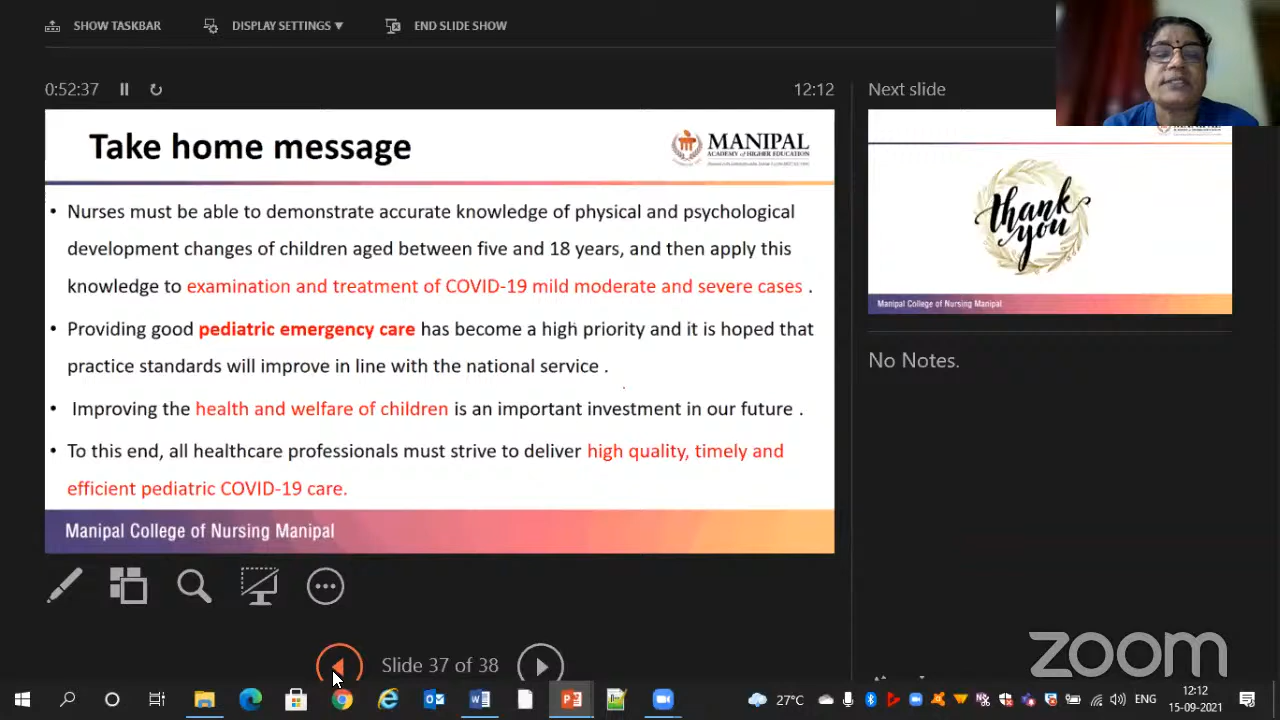 SHOW TASKBAR
DISPLAY SETTINGS ▼
END SLIDE SHOW
0:52:37
12:12
Take home message
MANIPAL
ACADEMY of HIGHER EDUCATION
• Nurses must be able to demonstrate accurate knowledge of physical and psychological
development changes of children aged between five and 18 years, and then apply this
knowledge to examination and treatment of COVID-19 mild moderate and severe cases .
• Providing good pediatric emergency care has become a high priority and it is hoped that
practice standards will improve in line with the national service .
• Improving the health and welfare of children is an important investment in our future .
• To this end, all healthcare professionals must strive to deliver high quality, timely and
efficient pediatric COVID-19 care.
Manipal College of Nursing Manipal
Slide 37 of 38
Next slide
thank
you
Manipal College of Nursing Manipal
No Notes.
zoom
27°C
ENG
12:12
15-09-2021